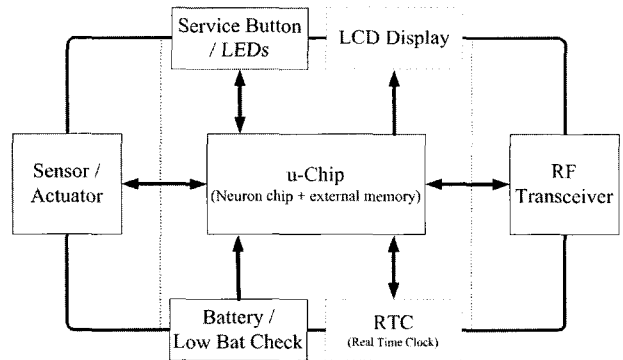 Service Button
/ LEDs
LCD Display
Sensor /
Actuator
u-Chip
(Neuron chip + external memory)
RF
Transceiver
Battery /
Low Bat Check
RTC
(Real Time Clock)